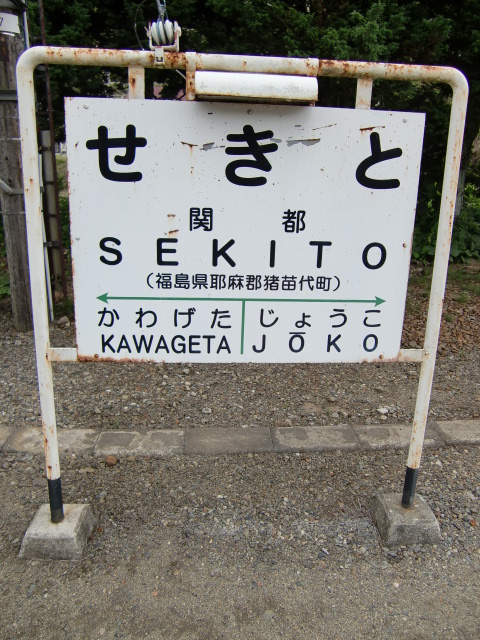 せきと
関都
SEKITO
(福島県耶麻郡猪苗代町)
かわげた じょうこ
KAWAGETA JŌKO